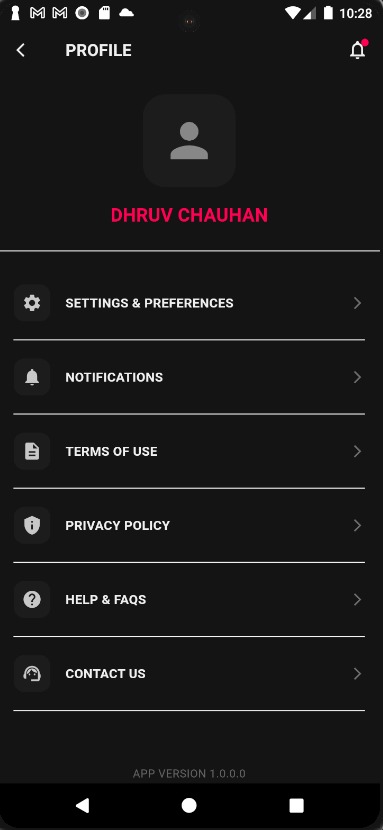 10:28
PROFILE
DHRUV CHAUHAN
SETTINGS & PREFERENCES
NOTIFICATIONS
TERMS OF USE
PRIVACY POLICY
HELP & FAQS
CONTACT US
APP VERSION 1.0.0.0